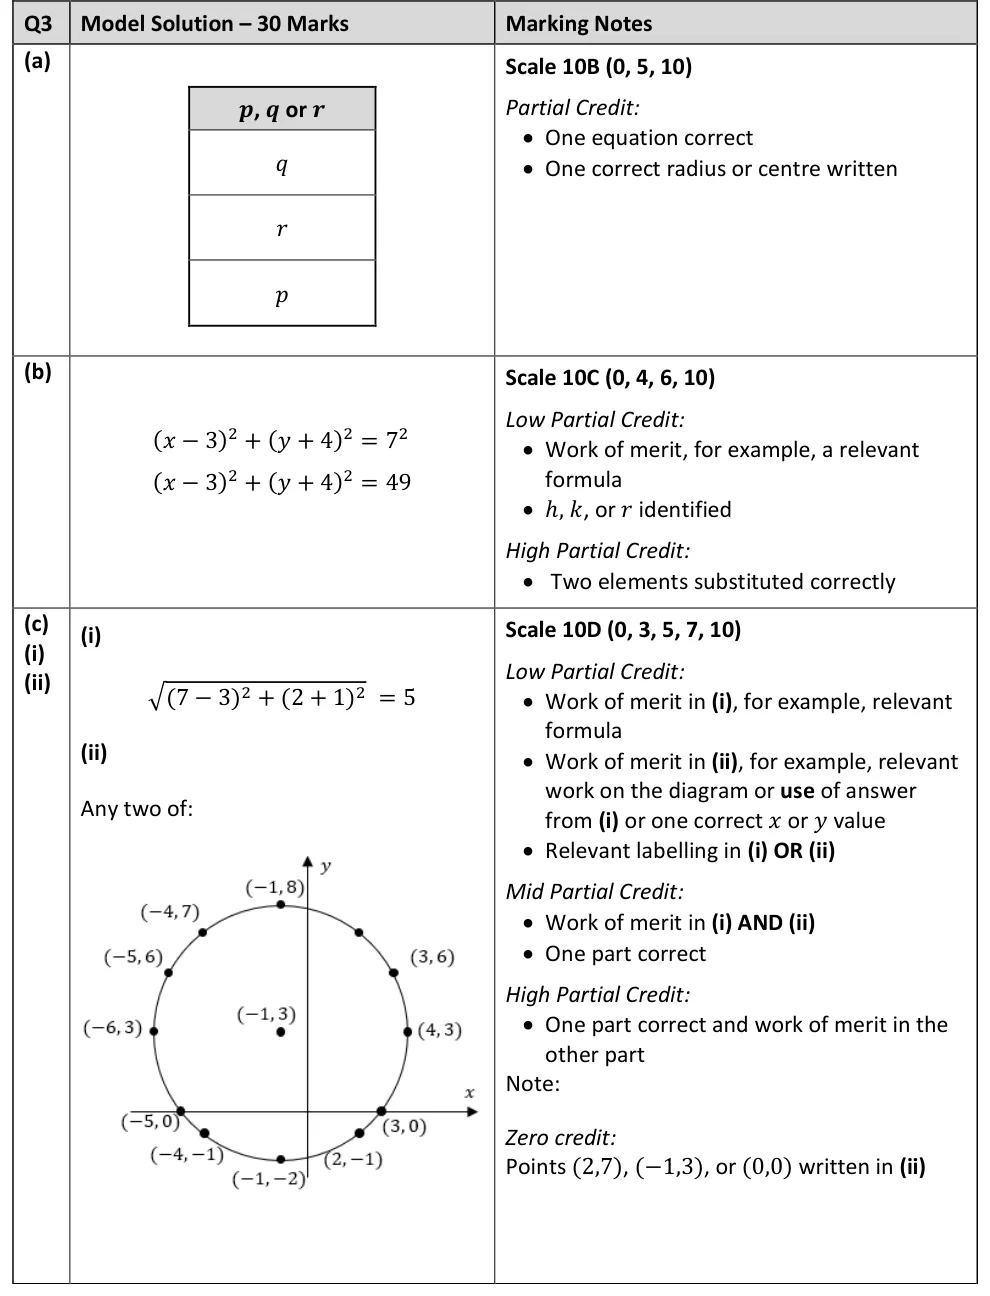 Q3 Model Solution – 30 Marks Marking Notes
(a)
p, q or r
q
r
p
Scale 10B (0, 5, 10)
Partial Credit:
• One equation correct
• One correct radius or centre written
(b)
(x − 3)² + (y + 4)² = 7²
(x − 3)² + (y + 4)² = 49
Scale 10C (0, 4, 6, 10)
Low Partial Credit:
• Work of merit, for example, a relevant
formula
• h, k, or r identified
High Partial Credit:
• Two elements substituted correctly
(c)
(i)
(ii)
(i)
√(7 − 3)² + (2 + 1)² = 5
(ii)
Any two of:
y
(−1, 8)
(−4, 7)
(−5, 6)
(3, 6)
(−1, 3)
(−6, 3)
(4, 3)
x
(−5, 0)
(3, 0)
(−4, −1)
(2, −1)
(−1, −2)
Scale 10D (0, 3, 5, 7, 10)
Low Partial Credit:
• Work of merit in (i), for example, relevant
formula
• Work of merit in (ii), for example, relevant
work on the diagram or use of answer
from (i) or one correct x or y value
• Relevant labelling in (i) OR (ii)
Mid Partial Credit:
• Work of merit in (i) AND (ii)
• One part correct
High Partial Credit:
• One part correct and work of merit in the
other part
Note:
Zero credit:
Points (2,7), (−1,3), or (0,0) written in (ii)